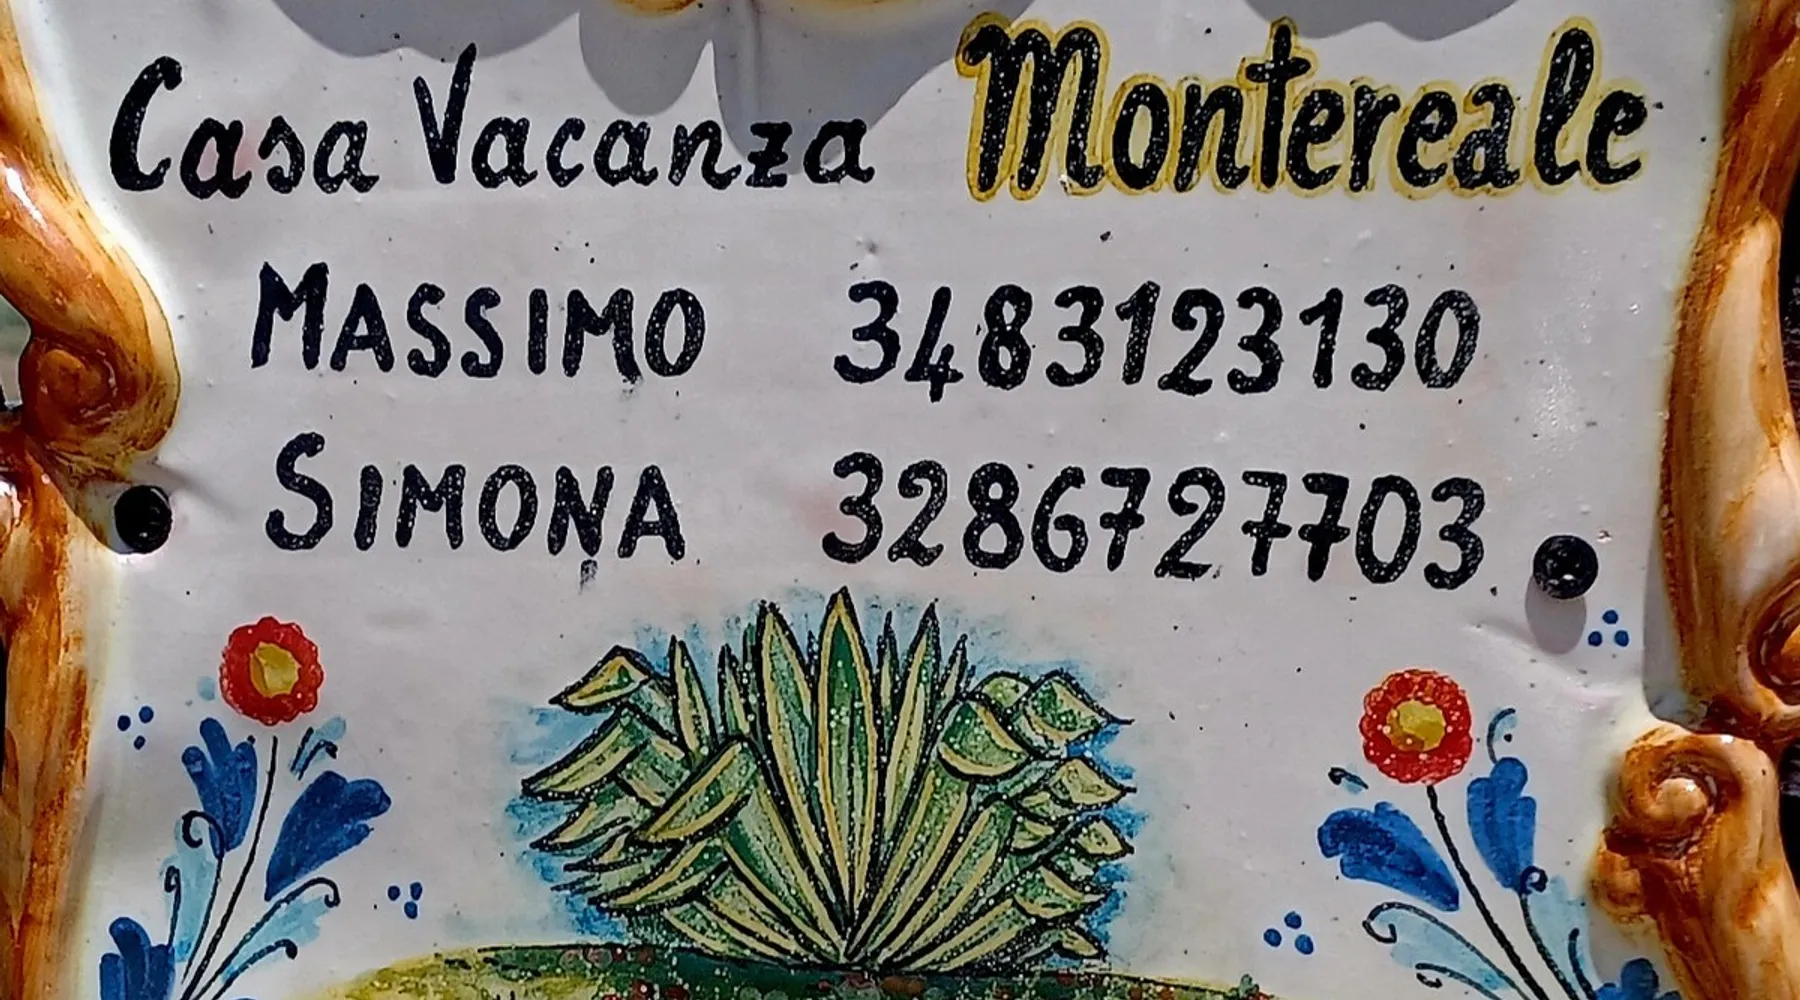 Casa Vacanza Montereale
MASSIMO 3483123130
SIMONA 3286727703